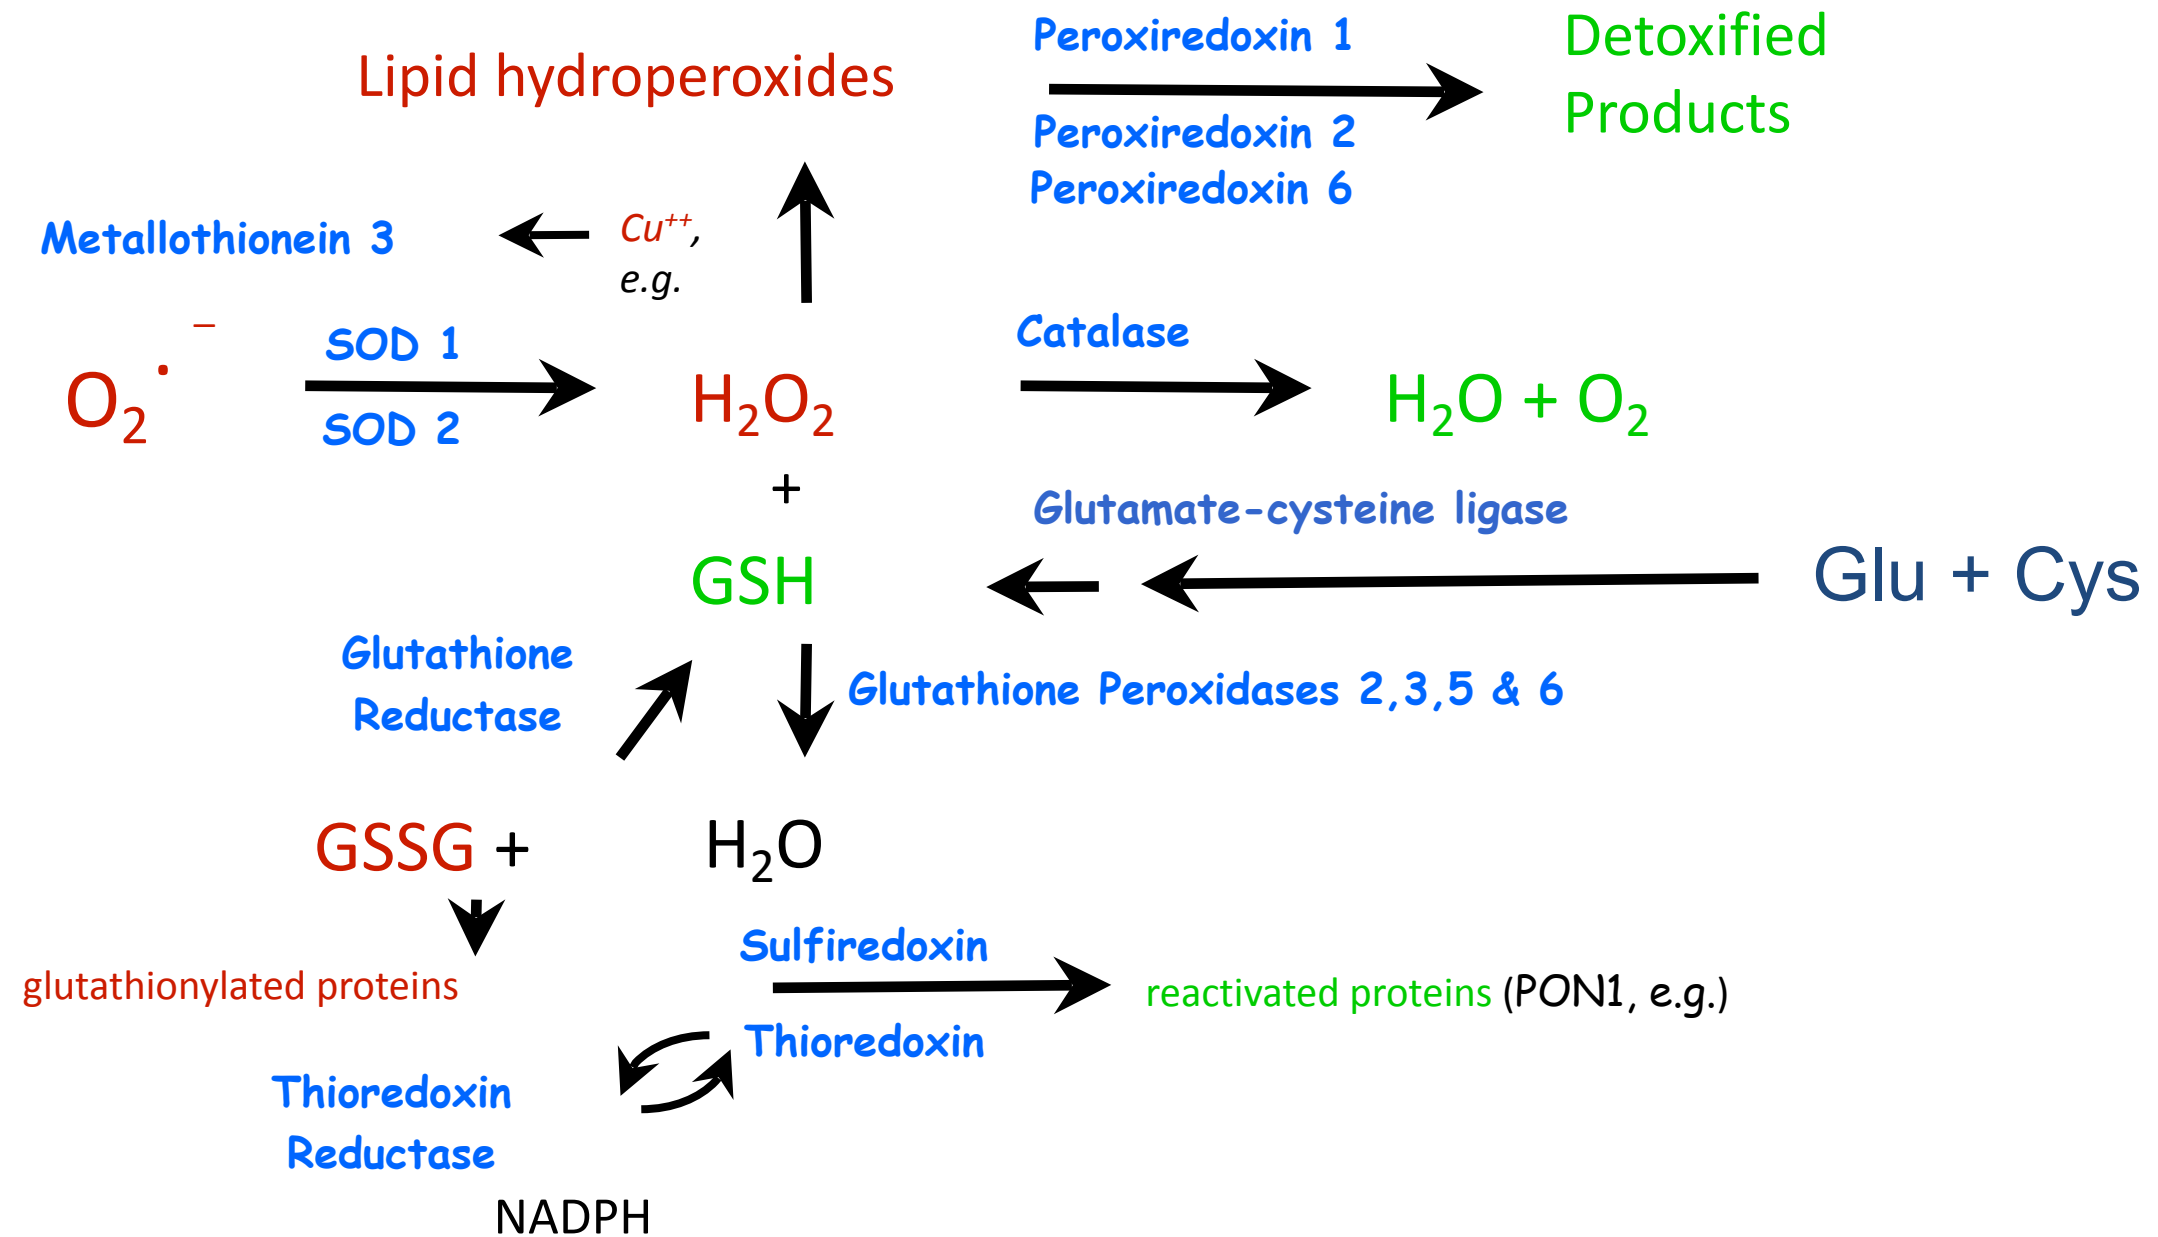 Peroxiredoxin 1
Detoxified
Products
Lipid hydroperoxides
Peroxiredoxin 2
Peroxiredoxin 6
Metallothionein 3
Cu⁺⁺,
e.g.
SOD 1
Catalase
O₂·⁻
H₂O₂
H₂O + O₂
SOD 2
+
Glutamate-cysteine ligase
GSH
Glu + Cys
Glutathione
Reductase
Glutathione Peroxidases 2,3,5 & 6
GSSG +
H₂O
Sulfiredoxin
glutathionylated proteins
reactivated proteins (PON1, e.g.)
Thioredoxin
Thioredoxin
Reductase
NADPH